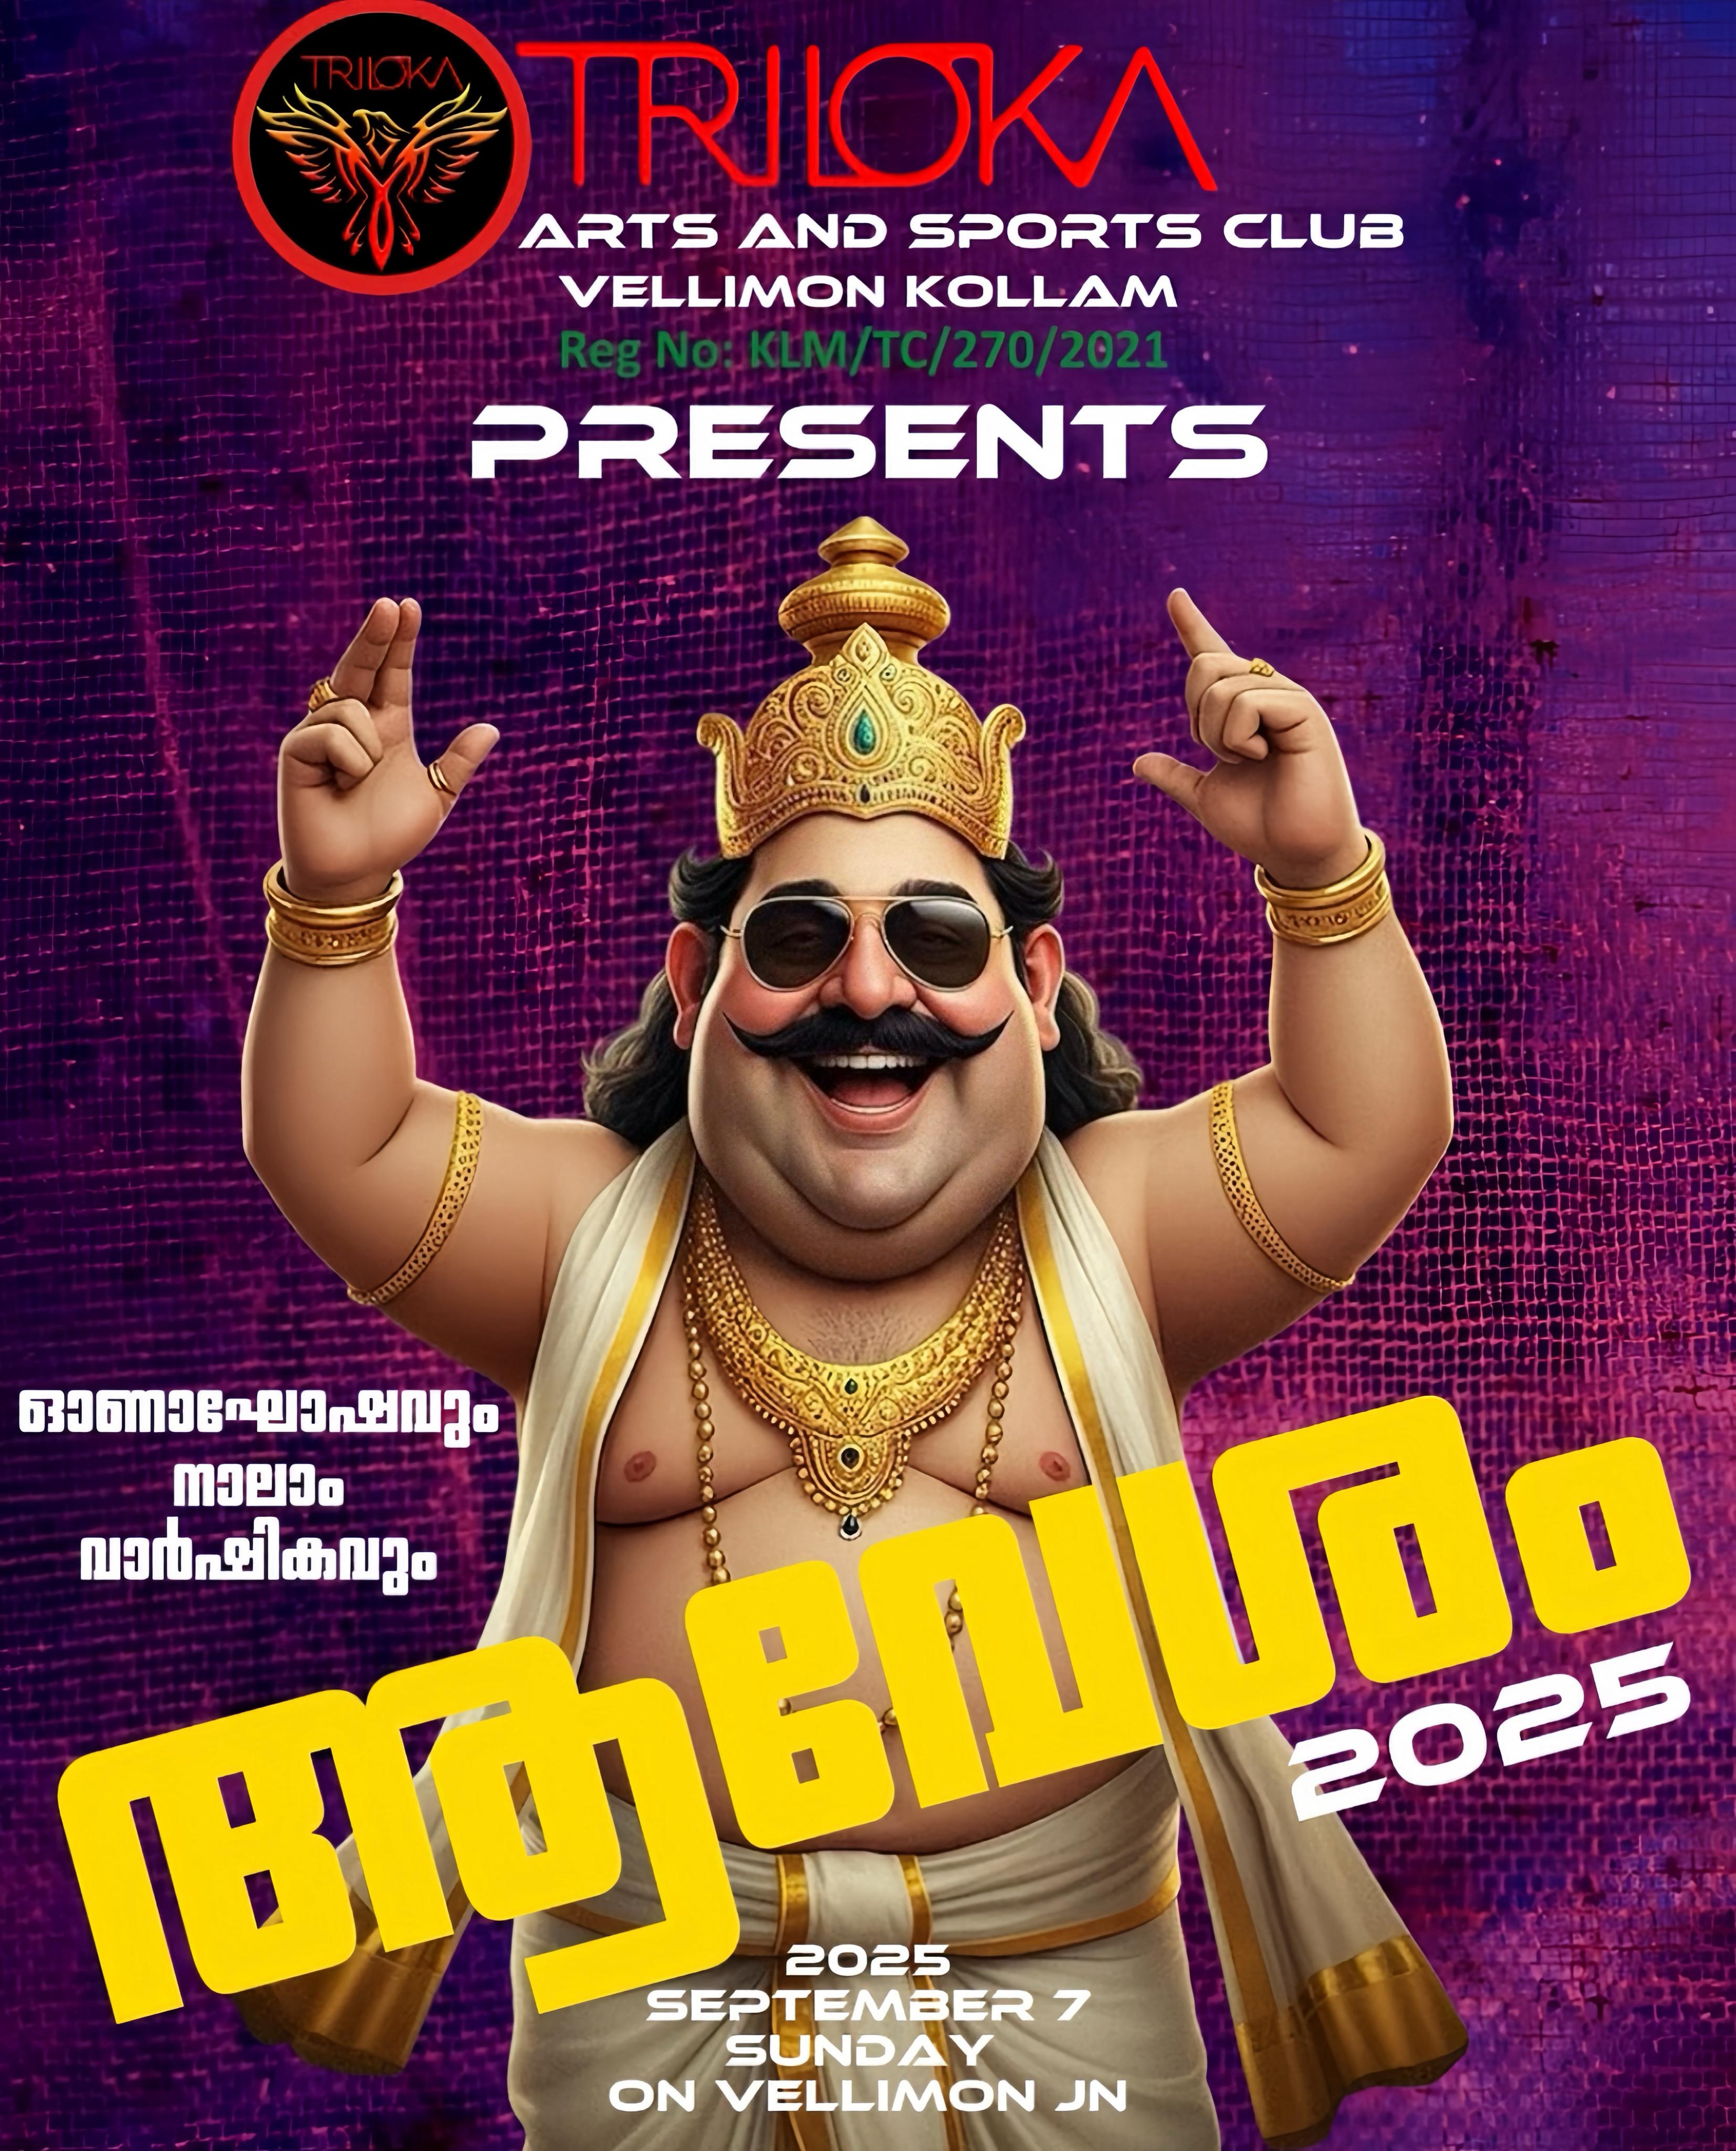 TRILOKA
TRILOKA
ARTS AND SPORTS CLUB
VELLIMON KOLLAM
Reg No: KLM/TC/270/2021
PRESENTS
ഓണാഘോഷവും
നാലാം
വാർഷികവും
ആവേശം
2025
2025
SEPTEMBER 7
SUNDAY
ON VELLIMON JN